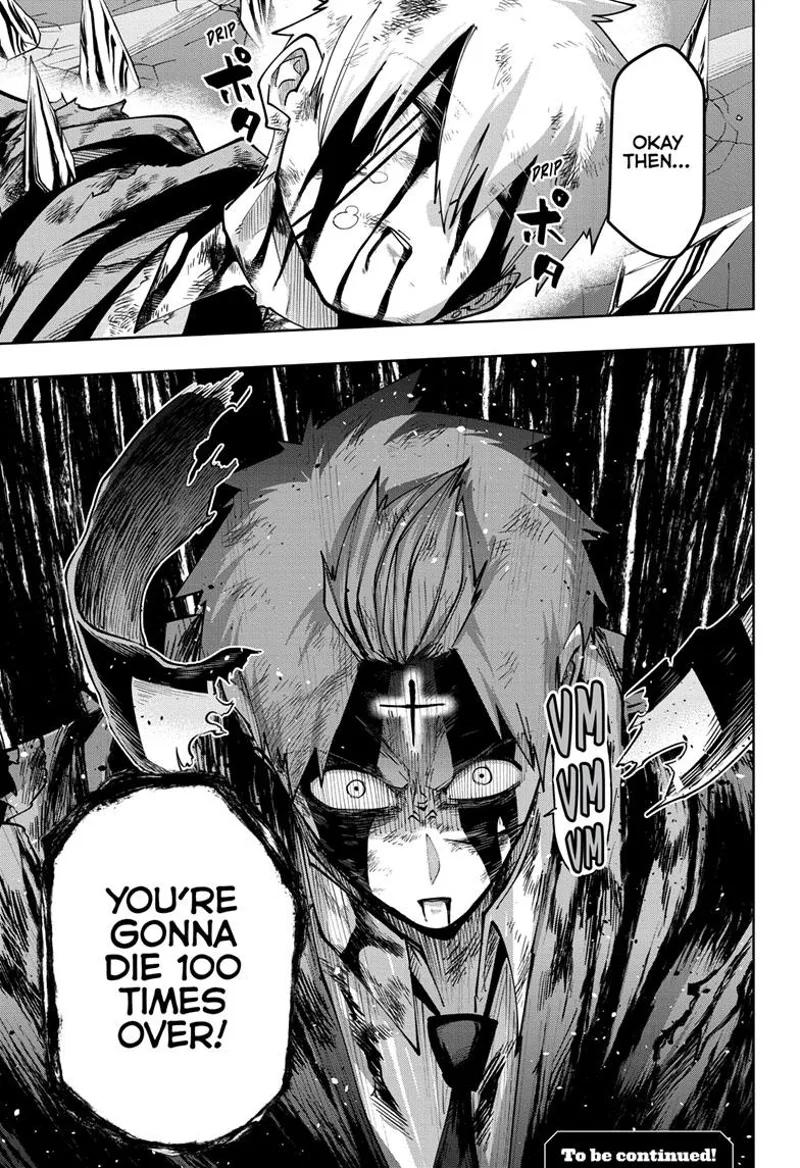 OKAY
THEN...
DRIP
ポタ
DRIP
ポタ
VM
VM
VM
YOU'RE
GONNA
DIE 100
TIMES
OVER!
To be continued!